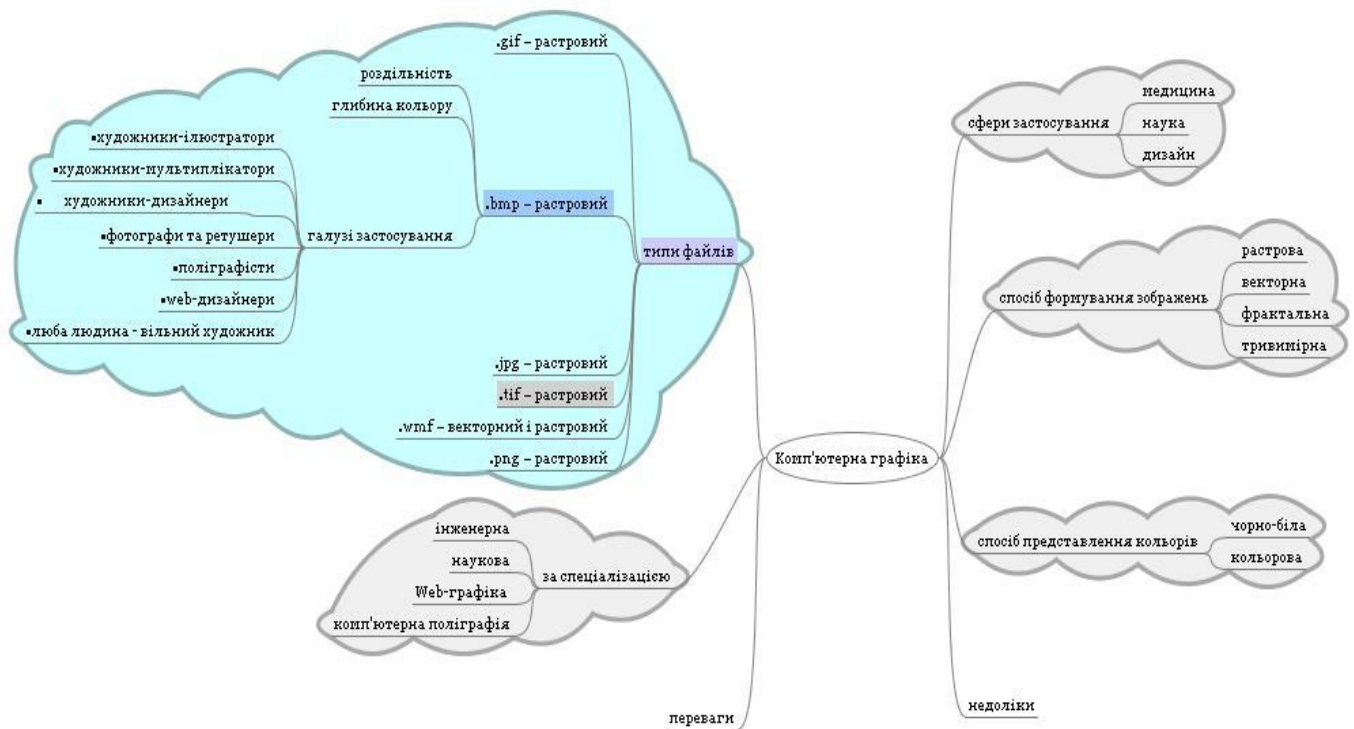 .gif – растровий
роздільність
глибина кольору
▪художники-ілюстратори
▪художники-мультиплікатори
▪ художники-дизайнери
▪фотографи та ретушери
▪поліграфісти
▪web-дизайнери
▪люба людина - вільний художник
галузі застосування
.bmp – растровий
типи файлів
.jpg – растровий
.tif – растровий
.wmf – векторний і растровий
.png – растровий
інженерна
наукова
Web-графіка
комп'ютерна поліграфія
за спеціалізацією
переваги
Комп'ютерна графіка
сфери застосування
медицина
наука
дизайн
спосіб формування зображень
растрова
векторна
фрактальна
тривимірна
спосіб представлення кольорів
чорно-біла
кольорова
недоліки